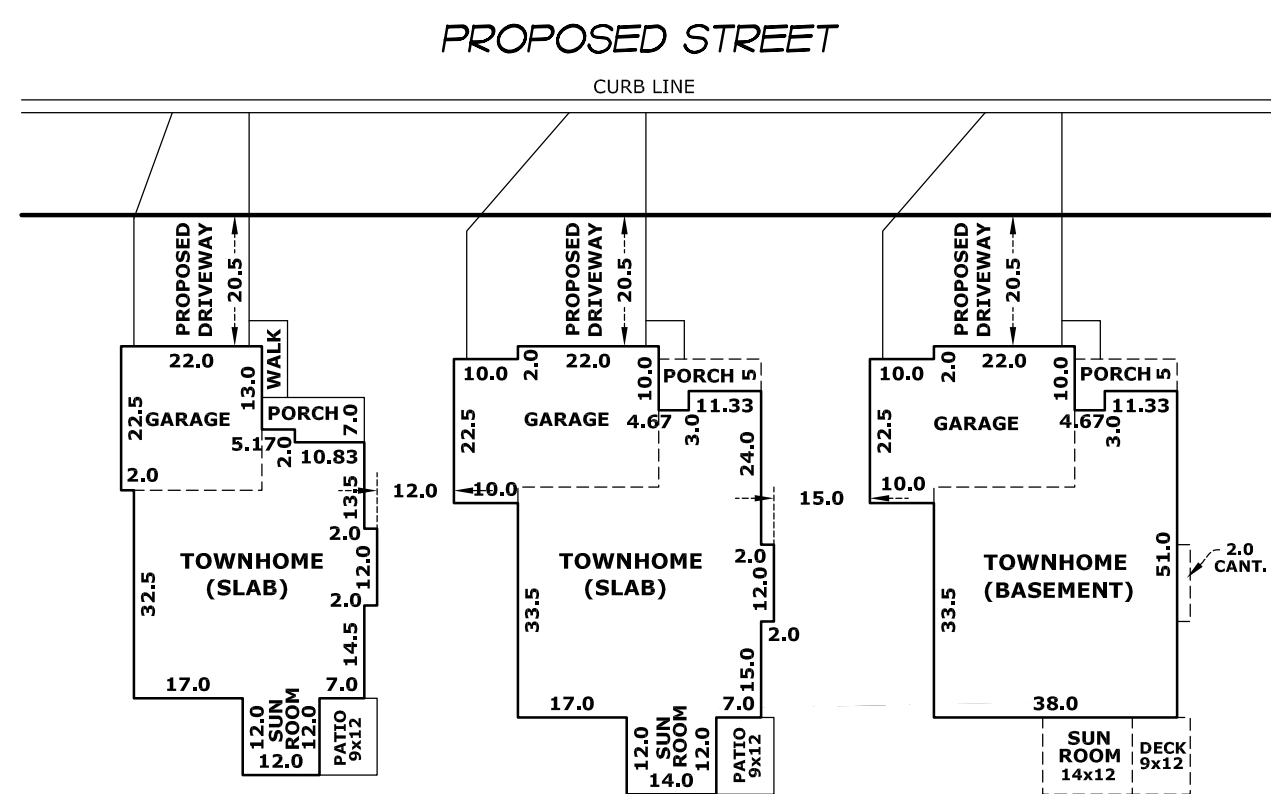 PROPOSED STREET
CURB LINE
PROPOSED
DRIVEWAY
20.5
22.0
22.5
GARAGE
13.0
WALK
PORCH
7.0
5.170
2.0
10.83
2.0
13.5
2.0
12.0
2.0
TOWNHOME
(SLAB)
32.5
14.5
17.0
7.0
12.0
SUN
ROOM
12.0
12.0
PATIO
9x12
12.0
PROPOSED
DRIVEWAY
20.5
10.0
2.0
22.0
10.0
PORCH
5
22.5
GARAGE
4.67
3.0
11.33
24.0
10.0
2.0
12.0
2.0
TOWNHOME
(SLAB)
33.5
15.0
17.0
7.0
12.0
SUN
ROOM
12.0
14.0
PATIO
9x12
15.0
PROPOSED
DRIVEWAY
20.5
10.0
2.0
22.0
10.0
PORCH
5
22.5
GARAGE
4.67
3.0
11.33
10.0
TOWNHOME
(BASEMENT)
51.0
2.0
CANT.
33.5
38.0
SUN
ROOM
14x12
DECK
9x12